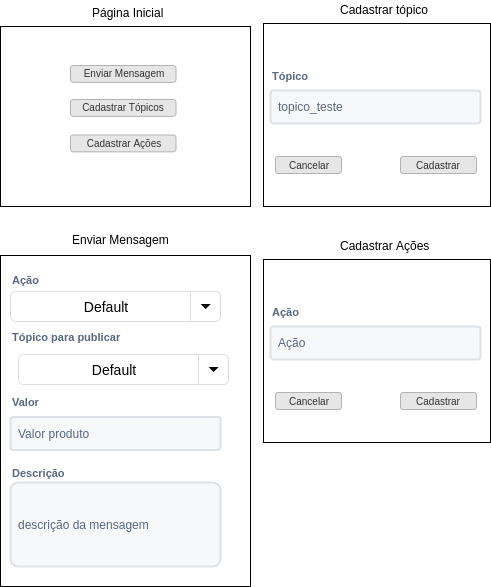 Página Inicial
Enviar Mensagem
Cadastrar Tópicos
Cadastrar Ações
Cadastrar tópico
Tópico
topico_teste
Cancelar
Cadastrar
Enviar Mensagem
Ação
Default
Tópico para publicar
Default
Valor
Valor produto
Descrição
descrição da mensagem
Cadastrar Ações
Ação
Ação
Cancelar
Cadastrar